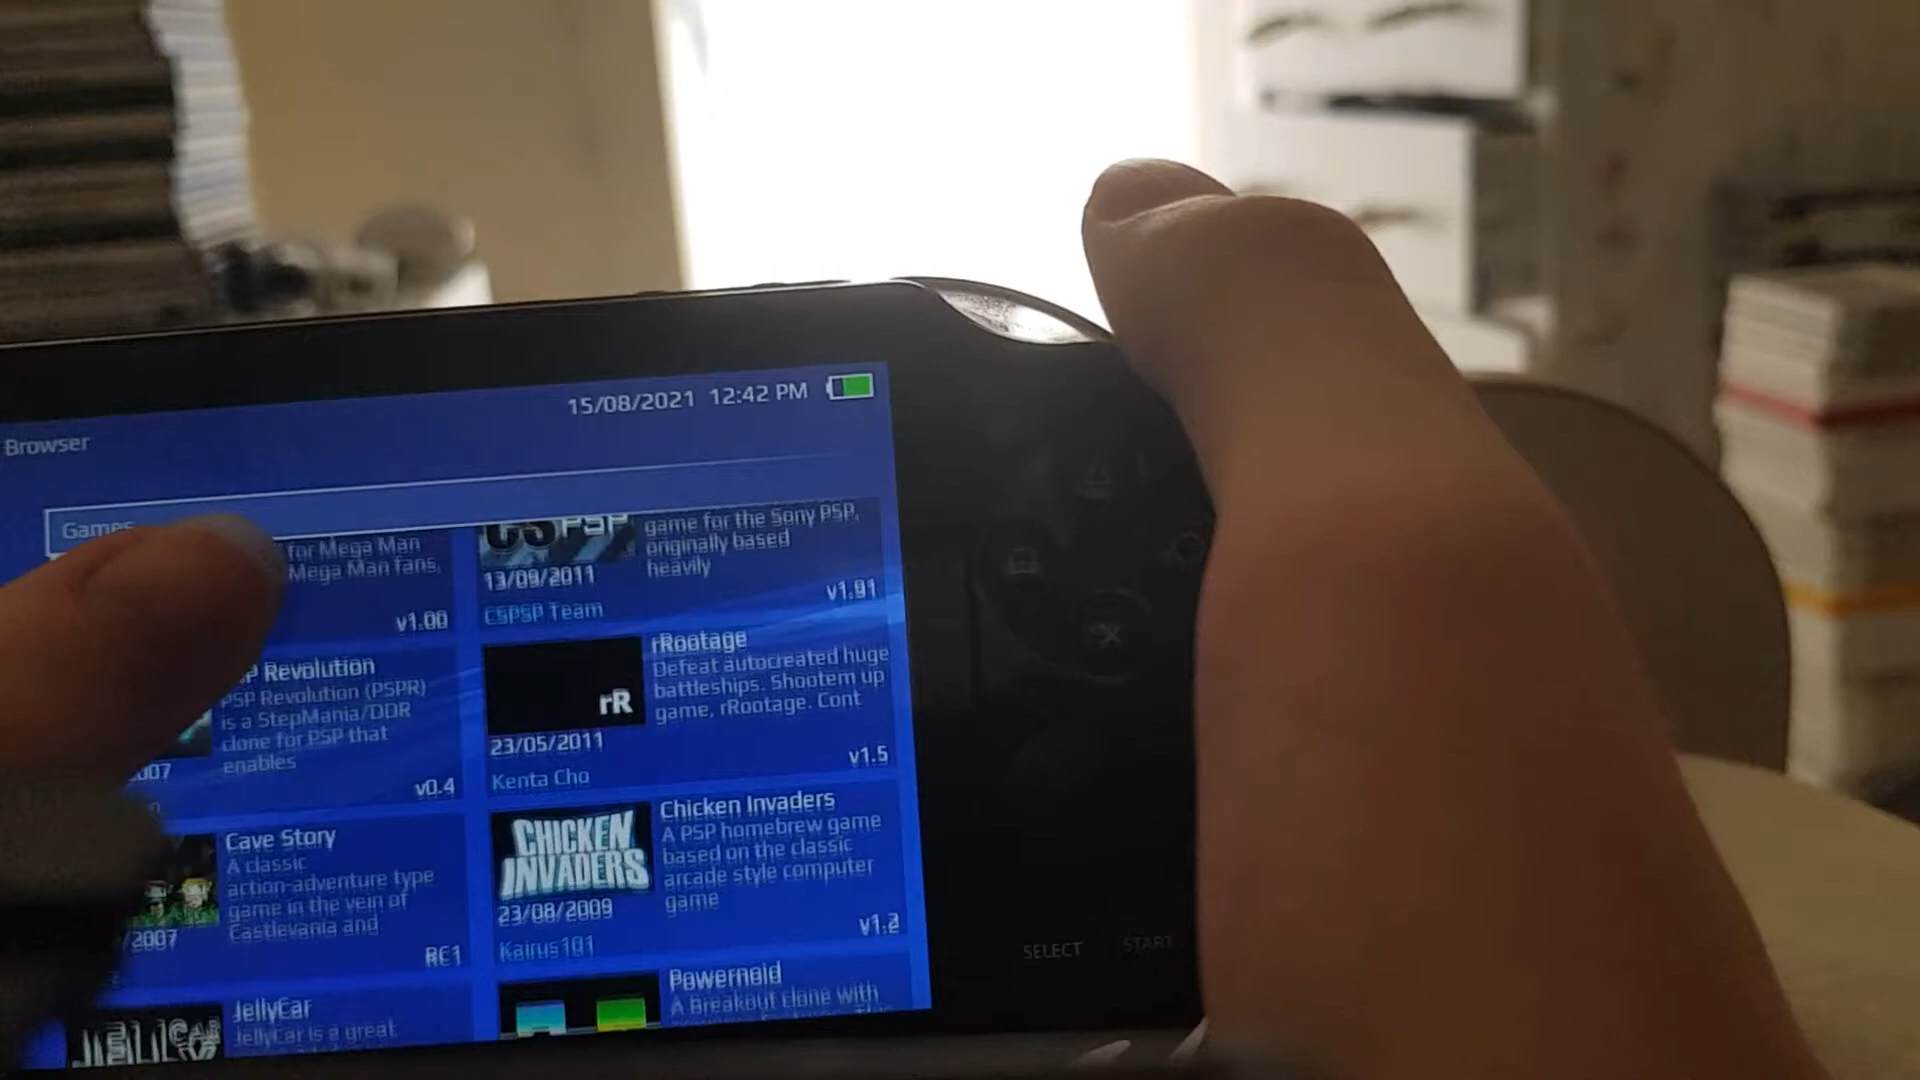 15/08/2021 12:42 PM
Browser
Games
for Mega Man
Mega Man fans,
v1.00
P Revolution
PSP Revolution (PSPR)
is a StepMania/DDR
clone for PSP that
enables
v0.4
Cave Story
A classic
action-adventure type
game in the vein of
Castlevania and
/2007
RC1
JellyCar
JellyCar is a great
CSPSP
game for the Sony PSP,
originally based
heavily
13/09/2011
v1.91
CSPSP Team
rRootage
Defeat autocreated huge
battleships. Shootem up
game, rRootage. Cont
rR
23/05/2011
v1.5
Kenta Cho
Chicken Invaders
A PSP homebrew game
based on the classic
arcade style computer
game
CHICKEN
INVADERS
23/08/2009
v1.2
Kairus101
Powernoid
A Breakout clone with
SELECT
START